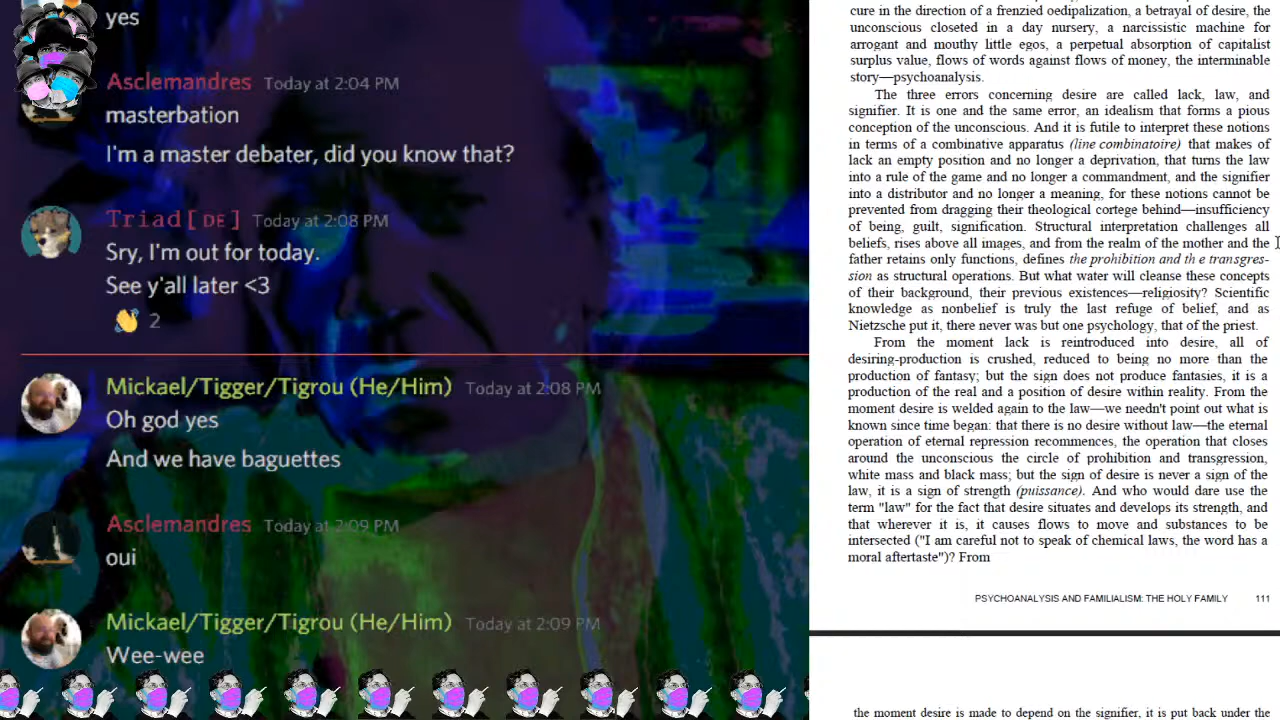 yes
Asclemandres Today at 2:04 PM
masterbation
I'm a master debater, did you know that?
Triad[DE] Today at 2:08 PM
Sry, I'm out for today.
See y'all later <3
👏 2
Mickael/Tigger/Tigrou (He/Him) Today at 2:08 PM
Oh god yes
And we have baguettes
Asclemandres Today at 2:09 PM
oui
Mickael/Tigger/Tigrou (He/Him) Today at 2:09 PM
Wee-wee
cure in the direction of a frenzied oedipalization, a betrayal of desire, the
unconscious closeted in a day nursery, a narcissistic machine for
arrogant and mouthy little egos, a perpetual absorption of capitalist
surplus value, flows of words against flows of money, the interminable
story—psychoanalysis.
The three errors concerning desire are called lack, law, and
signifier. It is one and the same error, an idealism that forms a pious
conception of the unconscious. And it is futile to interpret these notions
in terms of a combinative apparatus (line combinatoire) that makes of
lack an empty position and no longer a deprivation, that turns the law
into a rule of the game and no longer a commandment, and the signifier
into a distributor and no longer a meaning, for these notions cannot be
prevented from dragging their theological cortege behind—insufficiency
of being, guilt, signification. Structural interpretation challenges all
beliefs, rises above all images, and from the realm of the mother and the
father retains only functions, defines the prohibition and th e transgres-
sion as structural operations. But what water will cleanse these concepts
of their background, their previous existences—religiosity? Scientific
knowledge as nonbelief is truly the last refuge of belief, and as
Nietzsche put it, there never was but one psychology, that of the priest.
From the moment lack is reintroduced into desire, all of
desiring-production is crushed, reduced to being no more than the
production of fantasy; but the sign does not produce fantasies, it is a
production of the real and a position of desire within reality. From the
moment desire is welded again to the law—we needn't point out what is
known since time began: that there is no desire without law—the eternal
operation of eternal repression recommences, the operation that closes
around the unconscious the circle of prohibition and transgression,
white mass and black mass; but the sign of desire is never a sign of the
law, it is a sign of strength (puissance). And who would dare use the
term "law" for the fact that desire situates and develops its strength, and
that wherever it is, it causes flows to move and substances to be
intersected ("I am careful not to speak of chemical laws, the word has a
moral aftertaste")? From
PSYCHOANALYSIS AND FAMILIALISM: THE HOLY FAMILY 111
the moment desire is made to depend on the signifier, it is put back under the